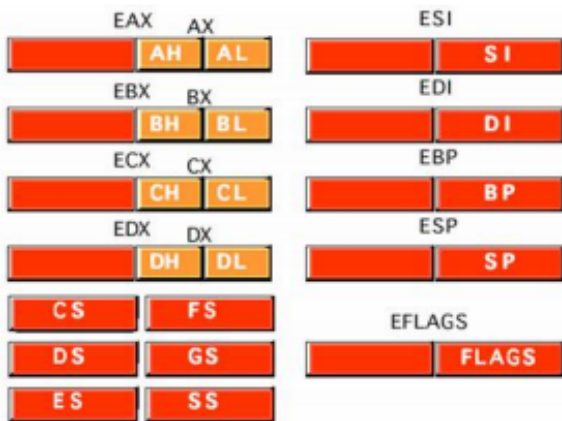 EAX AX
AH AL
EBX BX
BH BL
ECX CX
CH CL
EDX DX
DH DL
CS FS
DS GS
ES SS
ESI
SI
EDI
DI
EBP
BP
ESP
SP
EFLAGS
FLAGS